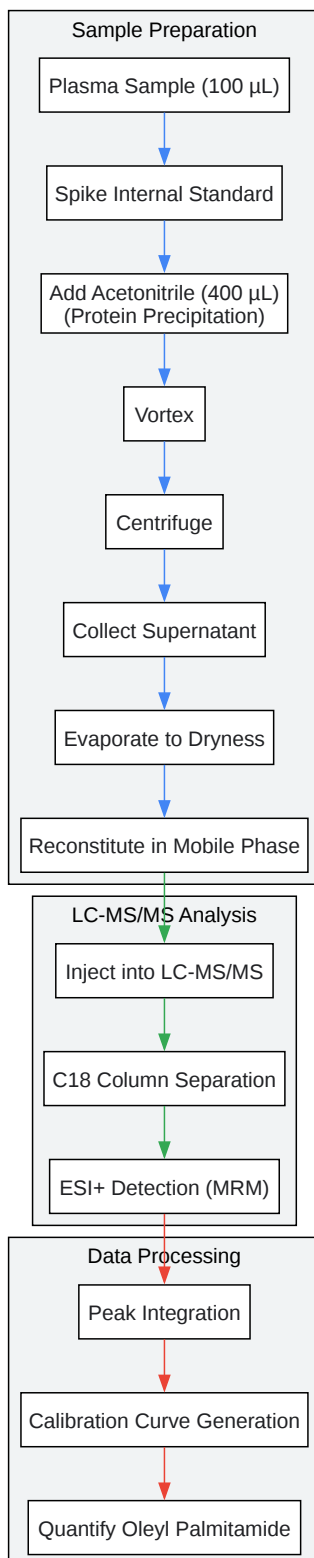 Sample Preparation
Plasma Sample (100 µL)
Spike Internal Standard
Add Acetonitrile (400 µL)
(Protein Precipitation)
Vortex
Centrifuge
Collect Supernatant
Evaporate to Dryness
Reconstitute in Mobile Phase
LC-MS/MS Analysis
Inject into LC-MS/MS
C18 Column Separation
ESI+ Detection (MRM)
Data Processing
Peak Integration
Calibration Curve Generation
Quantify Oleyl Palmitamide